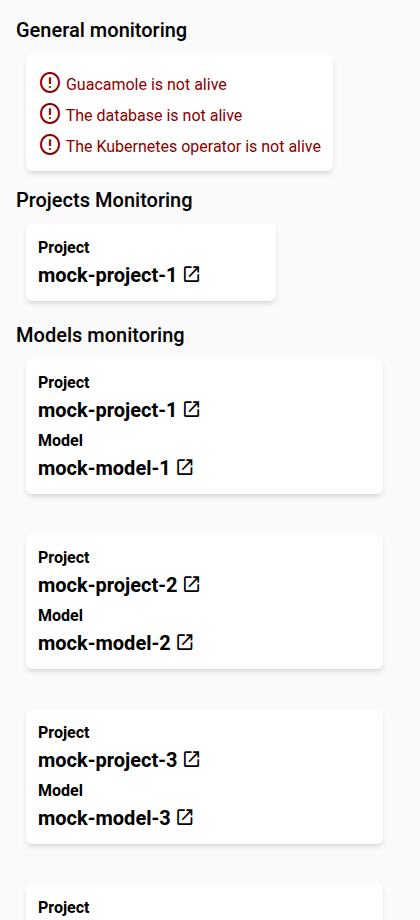 General monitoring
Guacamole is not alive
The database is not alive
The Kubernetes operator is not alive
Projects Monitoring
Project
mock-project-1
Models monitoring
Project
mock-project-1
Model
mock-model-1
Project
mock-project-2
Model
mock-model-2
Project
mock-project-3
Model
mock-model-3
Project